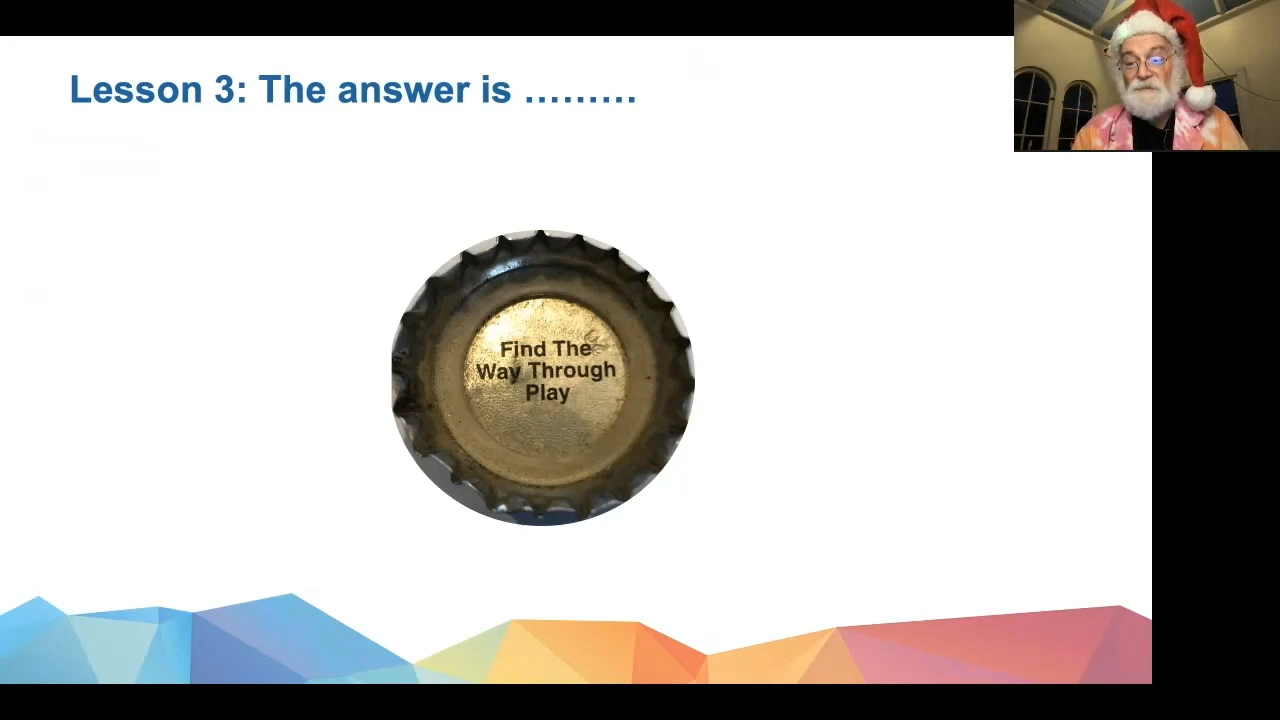 Lesson 3: The answer is ………
Find The
Way Through
Play